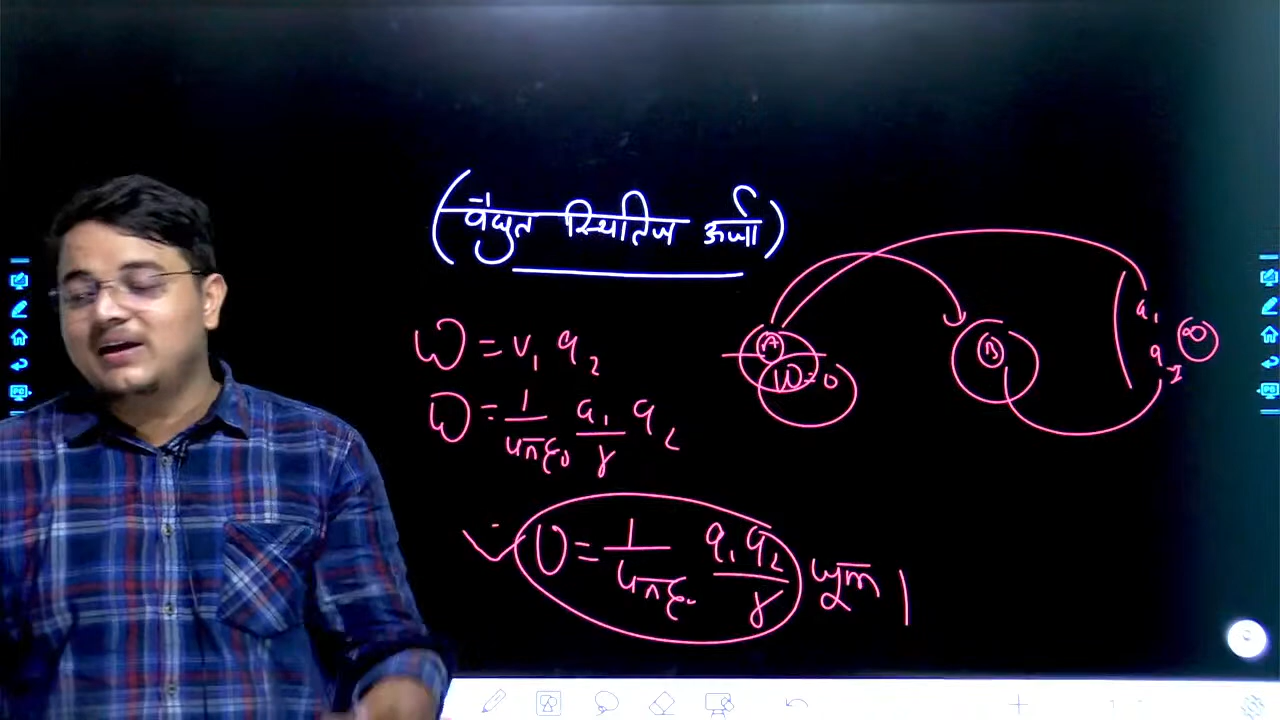 (वैद्युत स्थितिज ऊर्जा)
W = V₁ q₂
W = 1/4πε₀ q₁/r q₂
U = 1/4πε₀ q₁q₂/r जूल।
A
W=0
B
q₁
q₂
∞